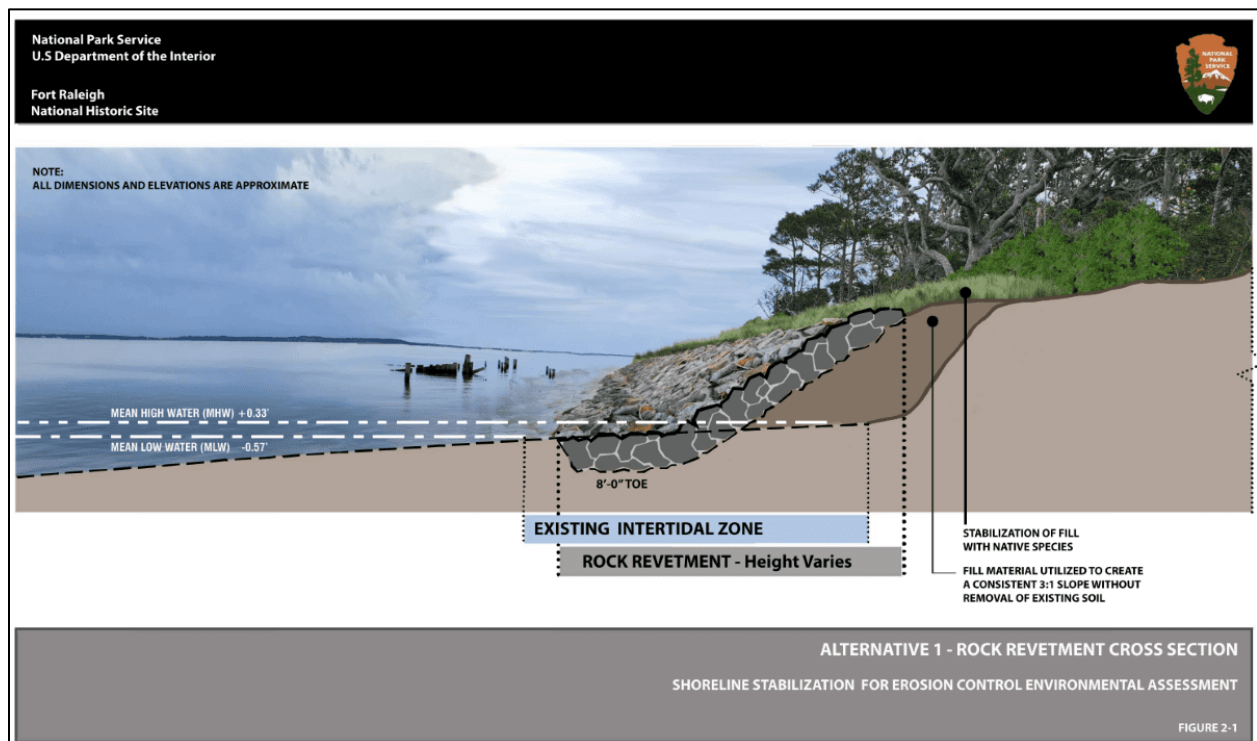 National Park Service
U.S Department of the Interior
Fort Raleigh
National Historic Site
NATIONAL
PARK
SERVICE
NOTE:
ALL DIMENSIONS AND ELEVATIONS ARE APPROXIMATE
MEAN HIGH WATER (MHW) +0.33'
MEAN LOW WATER (MLW) -0.57'
8'-0" TOE
EXISTING INTERTIDAL ZONE
ROCK REVETMENT - Height Varies
STABILIZATION OF FILL
WITH NATIVE SPECIES
FILL MATERIAL UTILIZED TO CREATE
A CONSISTENT 3:1 SLOPE WITHOUT
REMOVAL OF EXISTING SOIL
ALTERNATIVE 1 - ROCK REVETMENT CROSS SECTION
SHORELINE STABILIZATION FOR EROSION CONTROL ENVIRONMENTAL ASSESSMENT
FIGURE 2-1